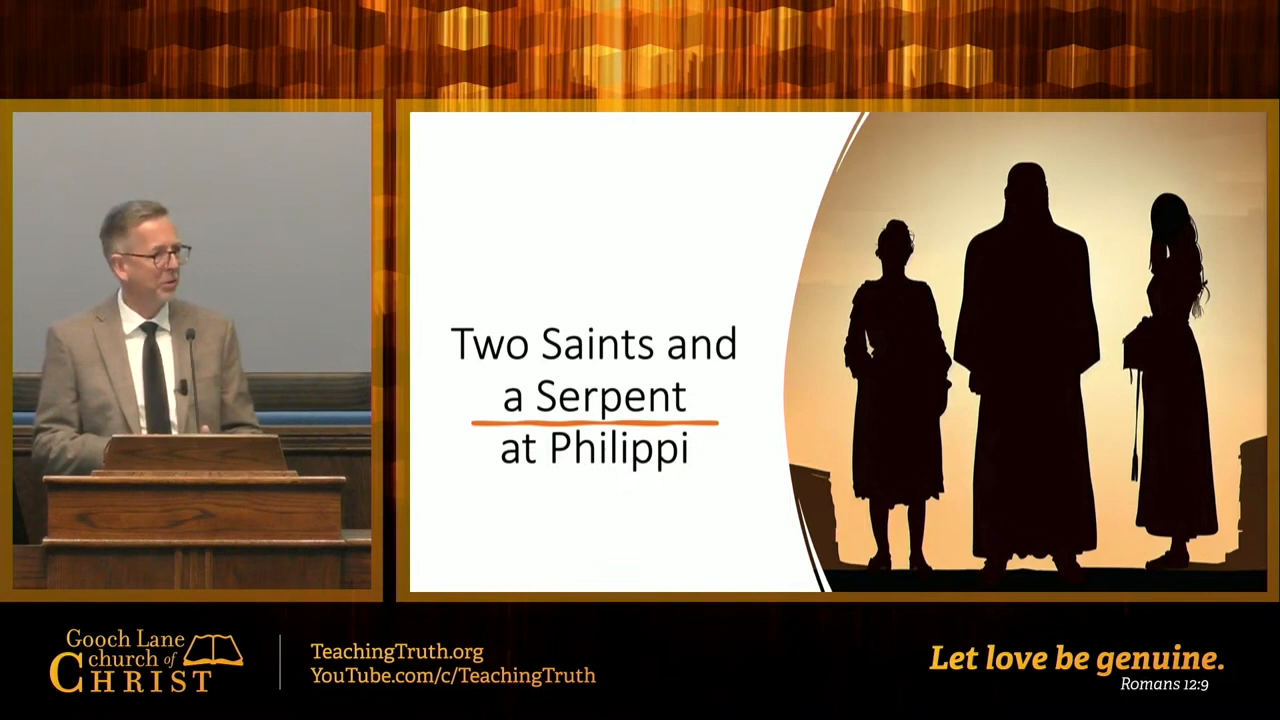 Two Saints and
a Serpent
at Philippi
Gooch Lane
church of
CHRIST
TeachingTruth.org
YouTube.com/c/TeachingTruth
Let love be genuine.
Romans 12:9